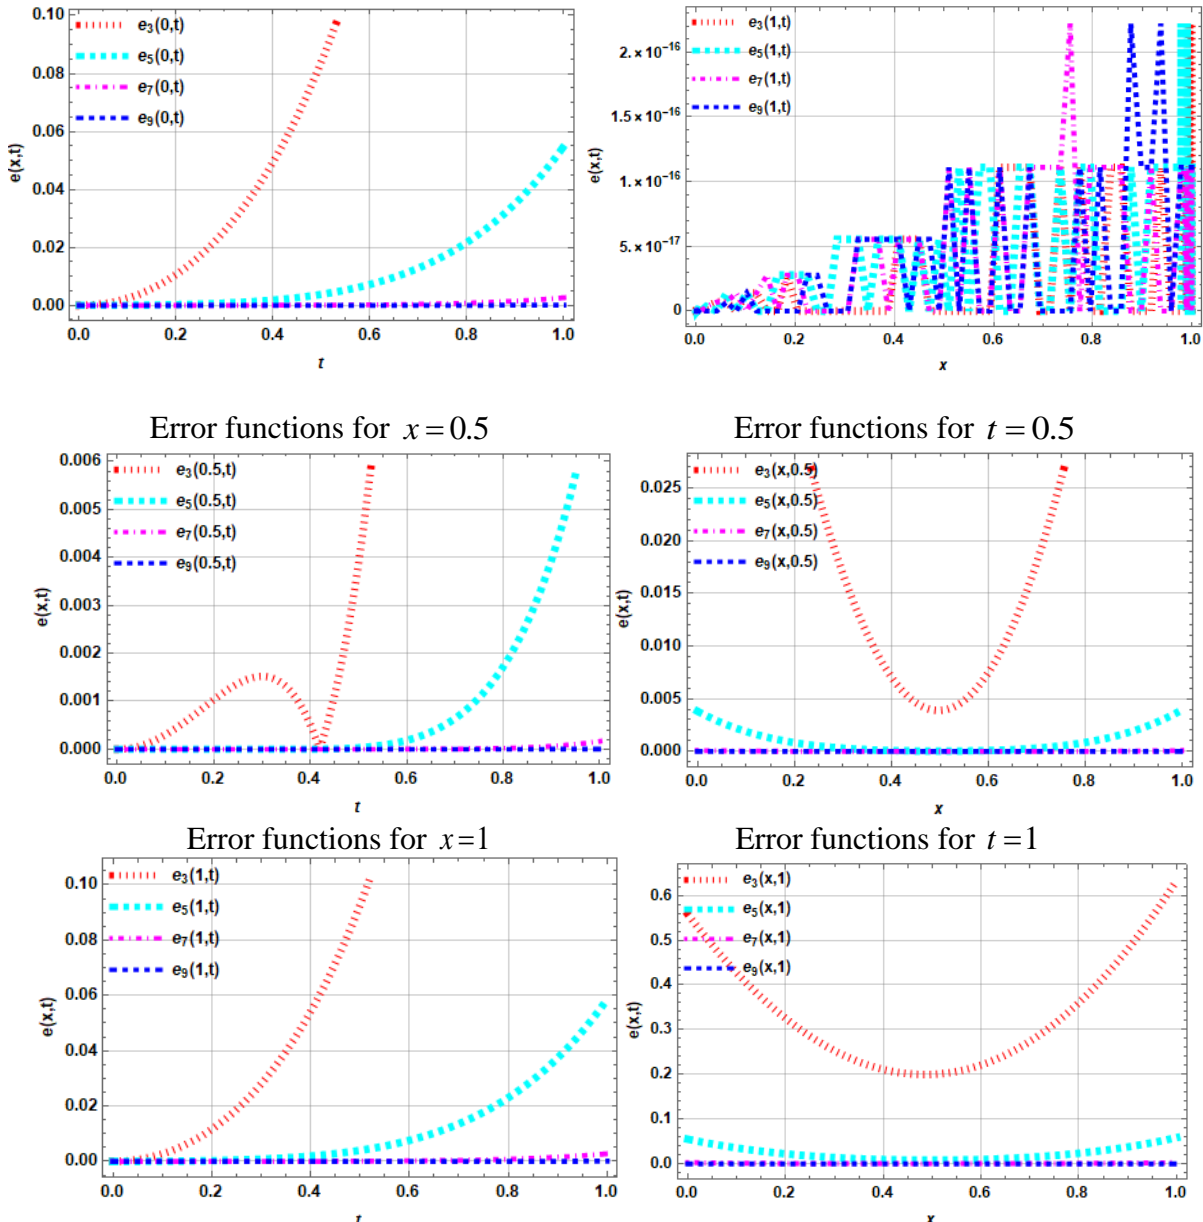 0.10
0.08
0.06
0.04
0.02
0.00
e(x,t)
e3(0,t)
e5(0,t)
e7(0,t)
e9(0,t)
0.0 0.2 0.4 0.6 0.8 1.0
t
2.×10−16
1.5×10−16
1.×10−16
5.×10−17
0
e(x,t)
e3(1,t)
e5(1,t)
e7(1,t)
e9(1,t)
0.0 0.2 0.4 0.6 0.8 1.0
x
Error functions for x = 0.5
0.006
0.005
0.004
0.003
0.002
0.001
0.000
e(x,t)
e3(0.5,t)
e5(0.5,t)
e7(0.5,t)
e9(0.5,t)
0.0 0.2 0.4 0.6 0.8 1.0
t
Error functions for t = 0.5
0.025
0.020
0.015
0.010
0.005
0.000
e(x,t)
e3(x,0.5)
e5(x,0.5)
e7(x,0.5)
e9(x,0.5)
0.0 0.2 0.4 0.6 0.8 1.0
x
Error functions for x=1
0.10
0.08
0.06
0.04
0.02
0.00
e(x,t)
e3(1,t)
e5(1,t)
e7(1,t)
e9(1,t)
0.0 0.2 0.4 0.6 0.8 1.0
t
Error functions for t=1
0.6
0.5
0.4
0.3
0.2
0.1
0.0
e(x,t)
e3(x,1)
e5(x,1)
e7(x,1)
e9(x,1)
0.0 0.2 0.4 0.6 0.8 1.0
x